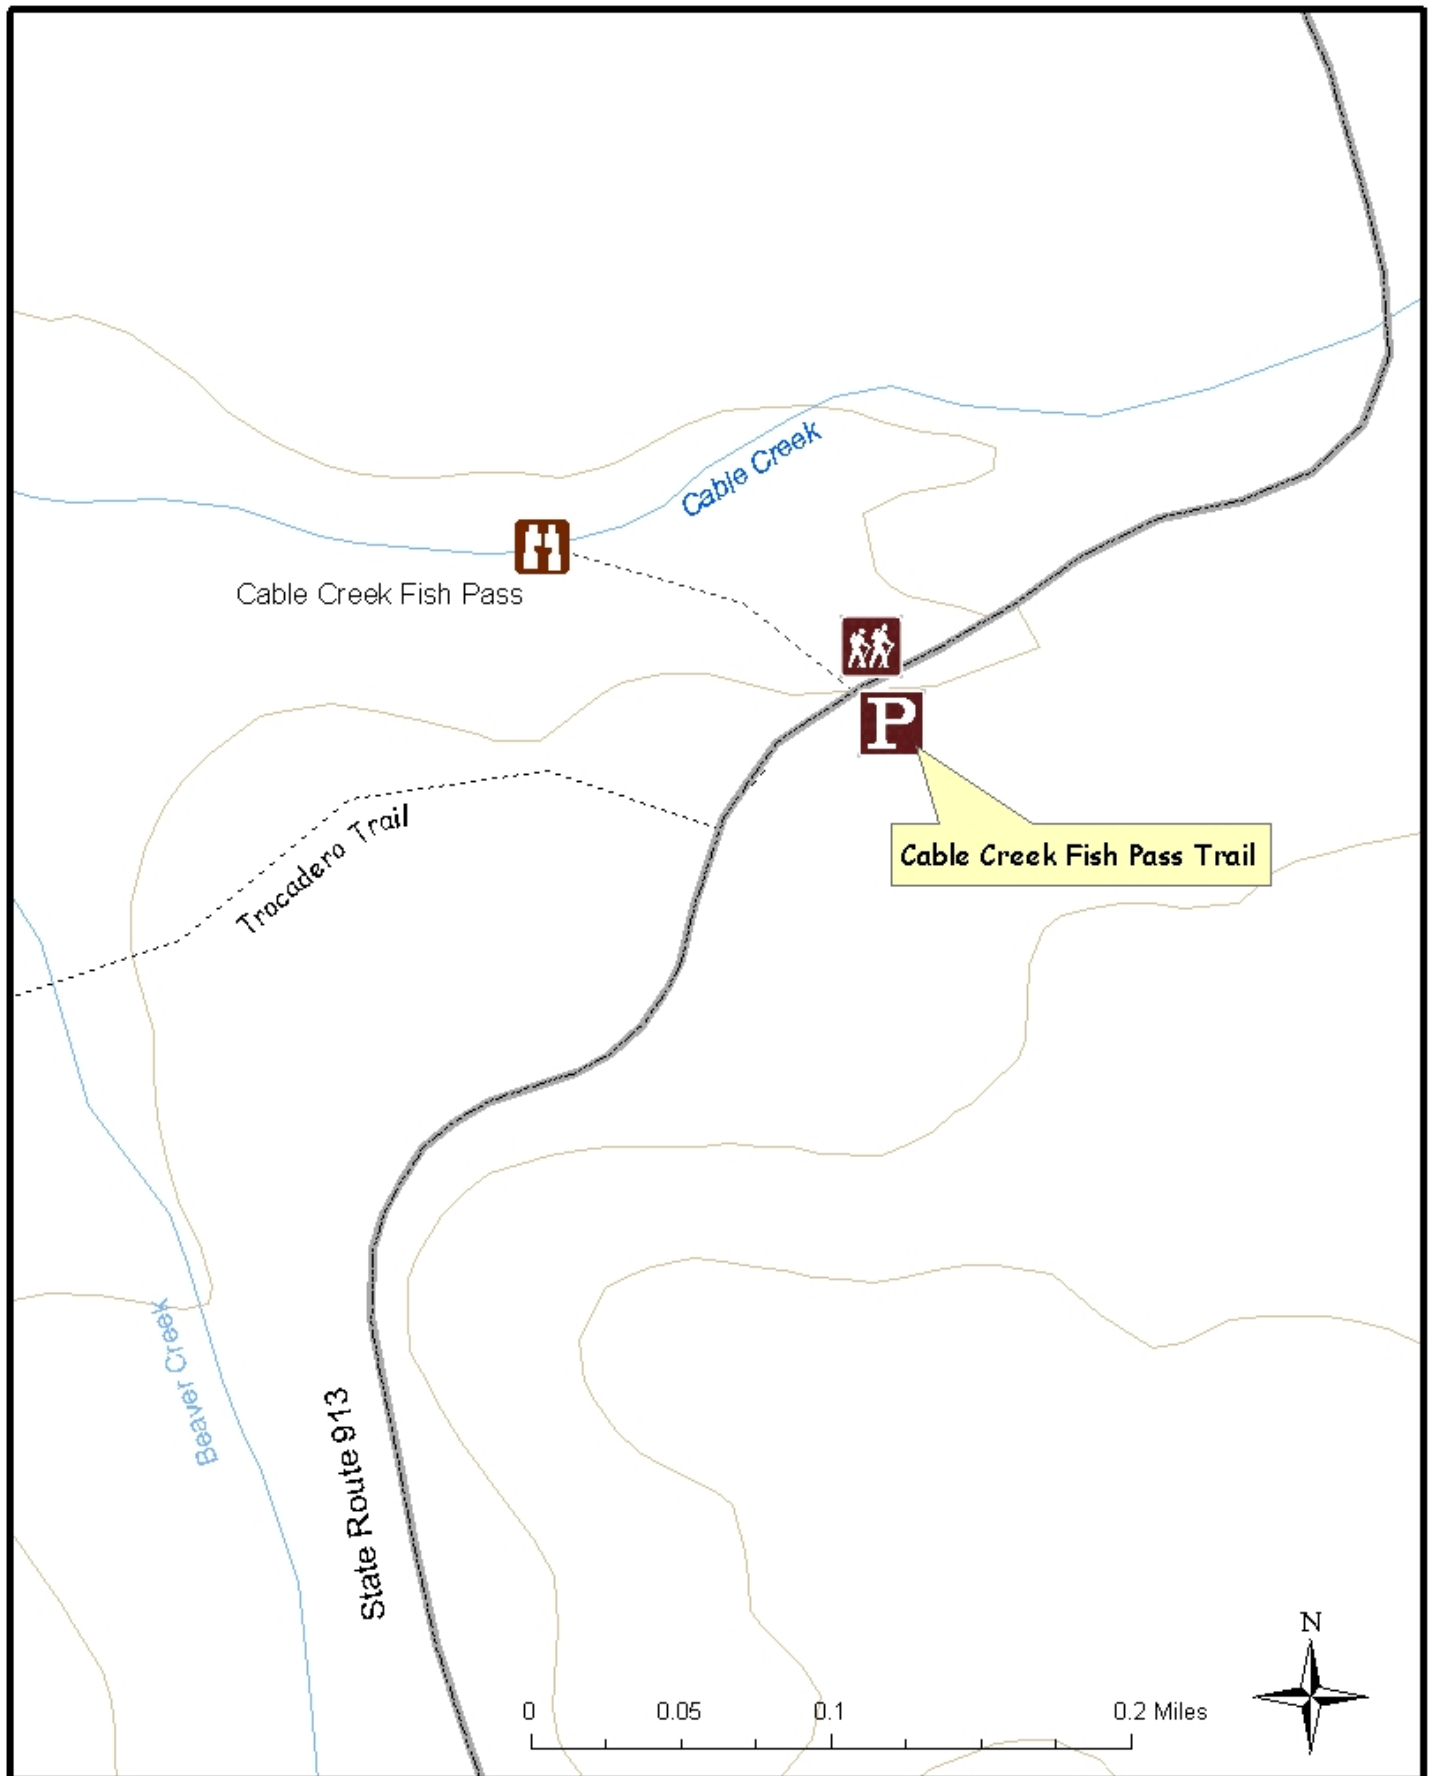 Cable Creek
Cable Creek Fish Pass
P
Cable Creek Fish Pass Trail
Trocadero Trail
Beaver Creek
State Route 913
N
0 0.05 0.1 0.2 Miles